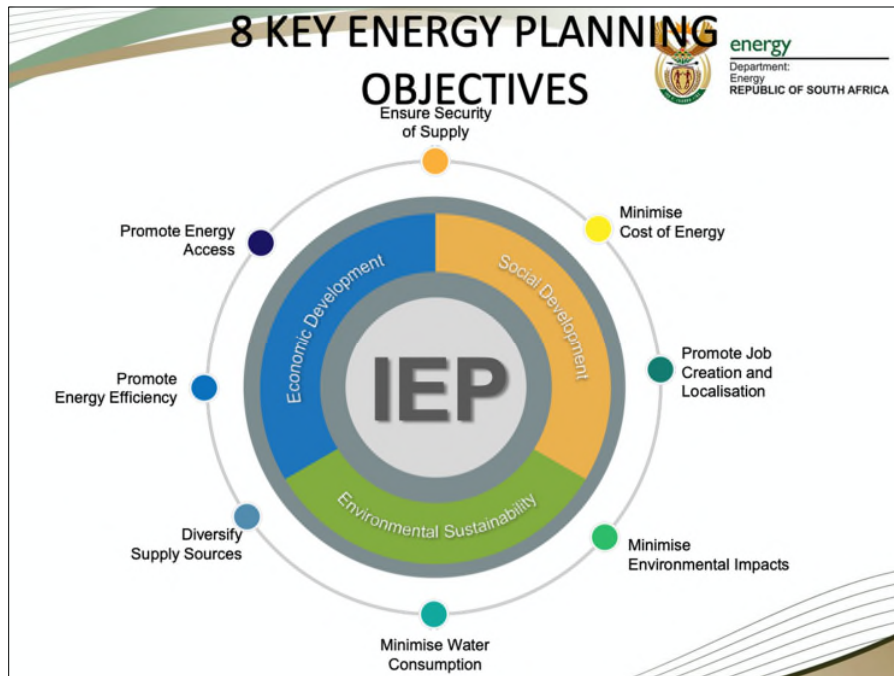 8 KEY ENERGY PLANNING
OBJECTIVES
energy
Department:
Energy
REPUBLIC OF SOUTH AFRICA
Ensure Security
of Supply
Minimise
Cost of Energy
Promote Job
Creation and
Localisation
Minimise
Environmental Impacts
Minimise Water
Consumption
Diversify
Supply Sources
Promote
Energy Efficiency
Promote Energy
Access
Economic Development
Social Development
Environmental Sustainability
IEP